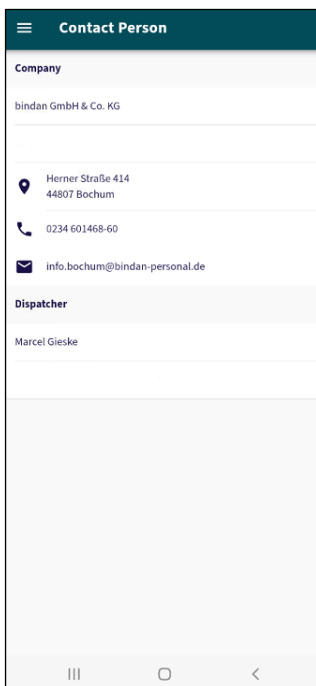 Contact Person
Company
bindan GmbH & Co. KG
Herner Straße 414
44807 Bochum
0234 601468-60
info.bochum@bindan-personal.de
Dispatcher
Marcel Gieske